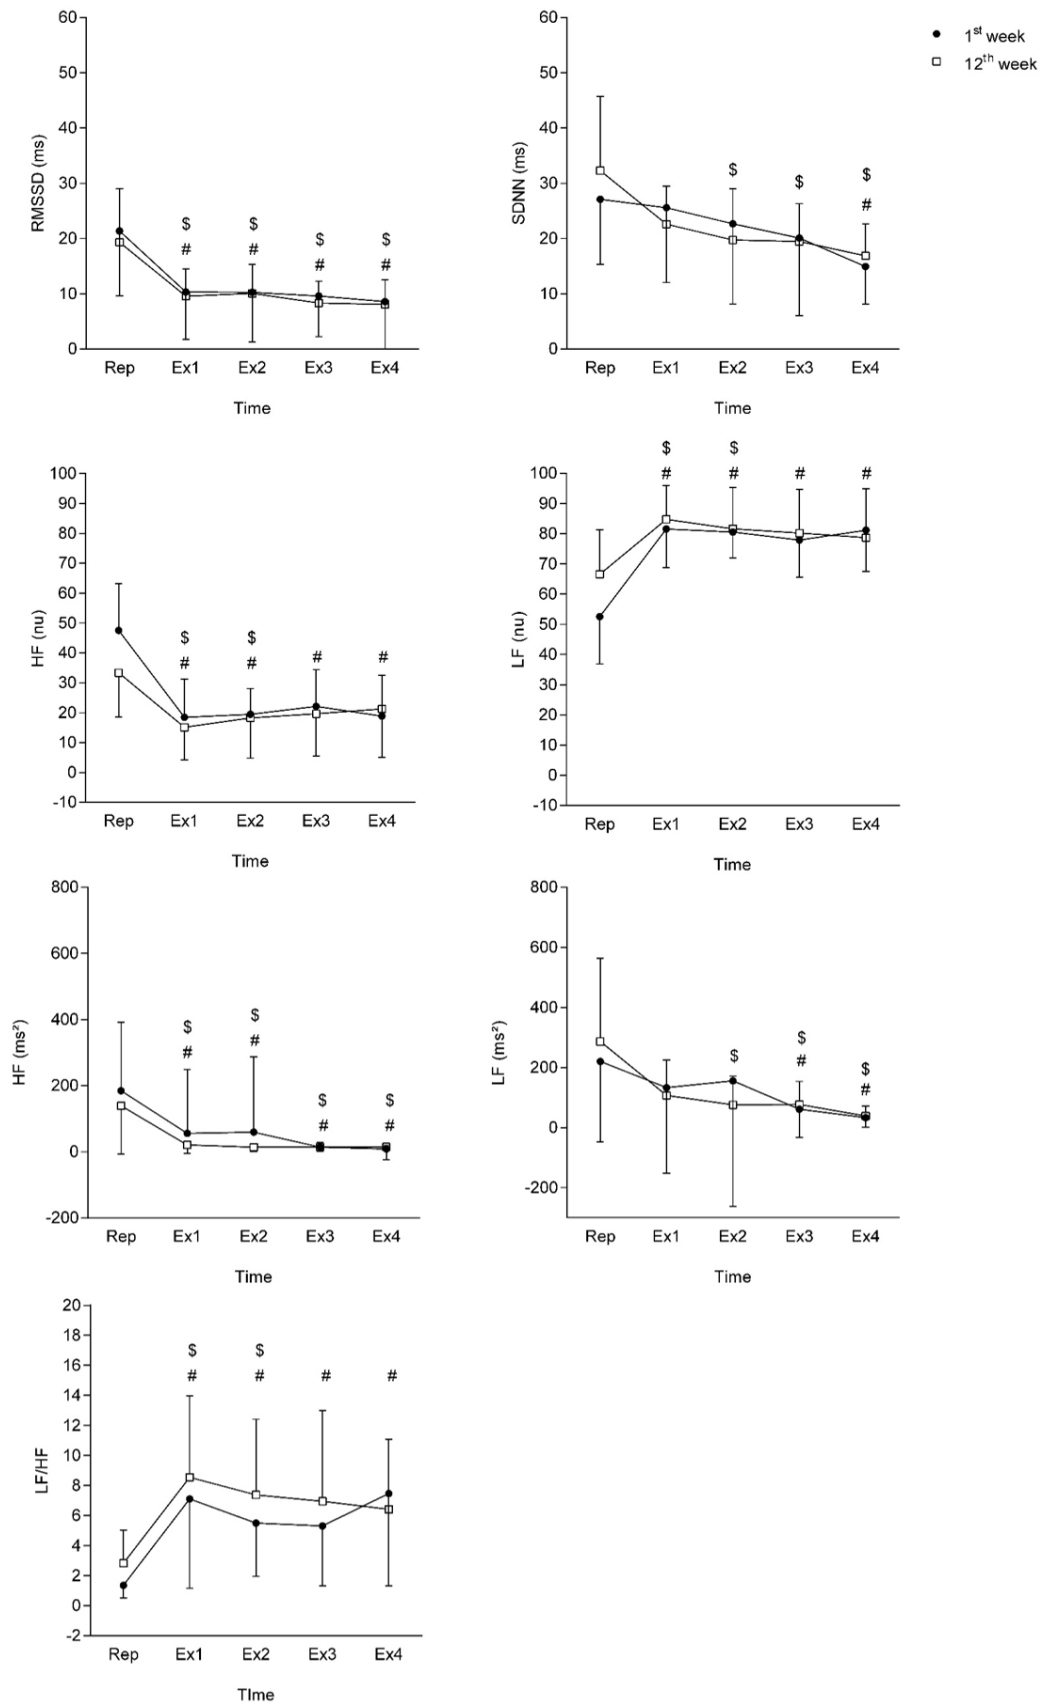 1st week
12th week
RMSSD (ms)
60
50
40
30
20
10
0
$ $ $ $
# # # #
Rep Ex1 Ex2 Ex3 Ex4
Time
SDNN (ms)
60
50
40
30
20
10
0
$ $ $
#
Rep Ex1 Ex2 Ex3 Ex4
Time
HF (nu)
100
90
80
70
60
50
40
30
20
10
0
-10
$ $
# # # #
Rep Ex1 Ex2 Ex3 Ex4
Time
LF (nu)
100
90
80
70
60
50
40
30
20
10
0
-10
$ $
# # # #
Rep Ex1 Ex2 Ex3 Ex4
Time
HF (ms²)
800
600
400
200
0
-200
$ $ $ $
# # # #
Rep Ex1 Ex2 Ex3 Ex4
Time
LF (ms²)
800
600
400
200
0
-200
$ $ $
# #
Rep Ex1 Ex2 Ex3 Ex4
Time
LF/HF
20
18
16
14
12
10
8
6
4
2
0
-2
$ $
# # # #
Rep Ex1 Ex2 Ex3 Ex4
TIme